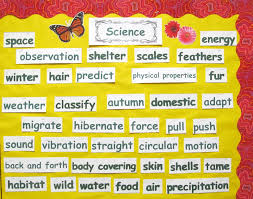 Science
space energy
observation shelter scales feathers
winter hair predict physical properties fur
weather classify autumn domestic adapt
migrate hibernate force pull push
sound vibration straight circular motion
back and forth body covering skin shells tame
habitat wild water food air precipitation